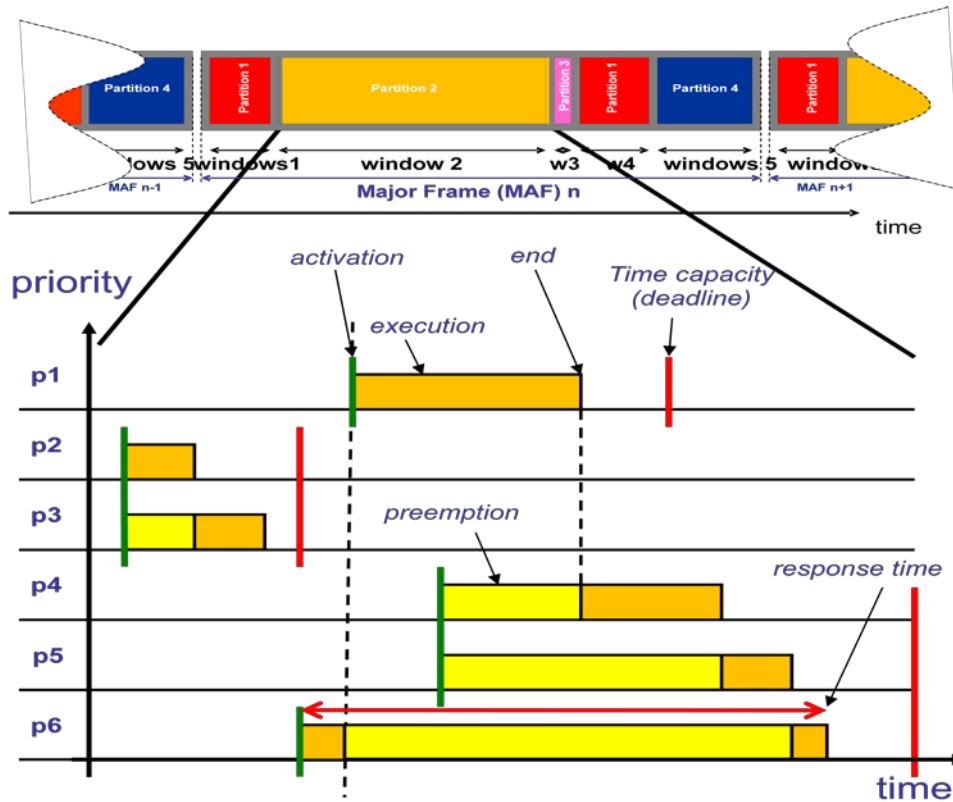 Partition 4
Partition 1
Partition 2
Partition 3
Partition 1
Partition 4
Partition 1
windows 5
windows1
window 2
w3
w4
windows 5
window
MAF n-1
Major Frame (MAF) n
MAF n+1
time
activation
end
Time capacity
(deadline)
priority
execution
p1
p2
p3
preemption
response time
p4
p5
p6
time